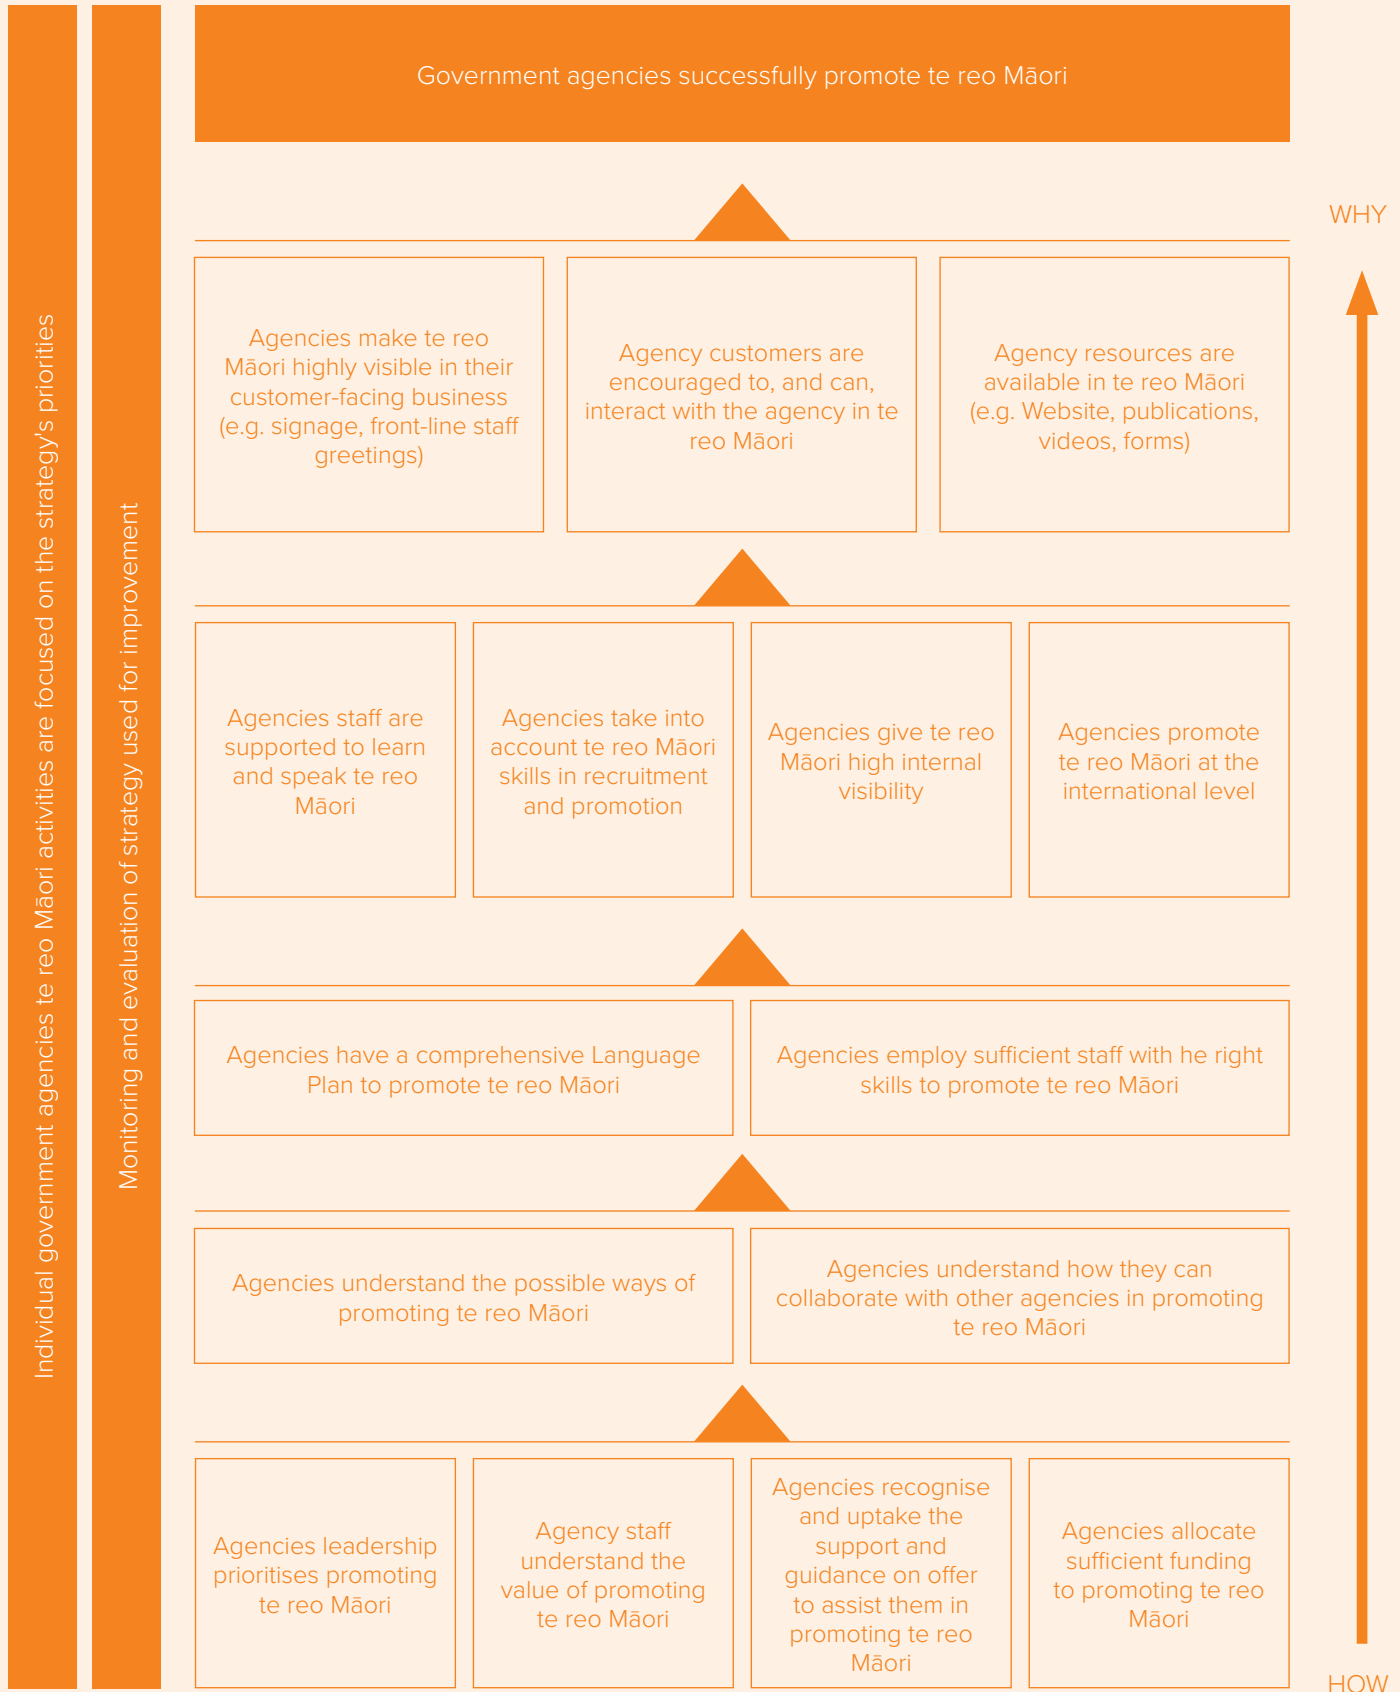 Individual government agencies te reo Māori activities are focused on the strategy's priorities
Monitoring and evaluation of strategy used for improvement
Government agencies successfully promote te reo Māori
WHY
Agencies make te reo
Māori highly visible in their
customer-facing business
(e.g. signage, front-line staff
greetings)
Agency customers are
encouraged to, and can,
interact with the agency in te
reo Māori
Agency resources are
available in te reo Māori
(e.g. Website, publications,
videos, forms)
Agencies staff are
supported to learn
and speak te reo
Māori
Agencies take into
account te reo Māori
skills in recruitment
and promotion
Agencies give te reo
Māori high internal
visibility
Agencies promote
te reo Māori at the
international level
Agencies have a comprehensive Language
Plan to promote te reo Māori
Agencies employ sufficient staff with he right
skills to promote te reo Māori
Agencies understand the possible ways of
promoting te reo Māori
Agencies understand how they can
collaborate with other agencies in promoting
te reo Māori
Agencies leadership
prioritises promoting
te reo Māori
Agency staff
understand the
value of promoting
te reo Māori
Agencies recognise
and uptake the
support and
guidance on offer
to assist them in
promoting te reo
Māori
Agencies allocate
sufficient funding
to promoting te reo
Māori
HOW